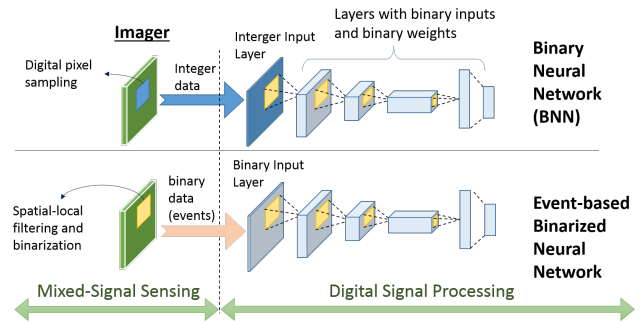 Imager
Digital pixel
sampling
Integer
data
Interger Input
Layer
Layers with binary inputs
and binary weights
Binary
Neural
Network
(BNN)
Spatial-local
filtering and
binarization
binary
data
(events)
Binary Input
Layer
Event-based
Binarized
Neural
Network
Mixed-Signal Sensing
Digital Signal Processing